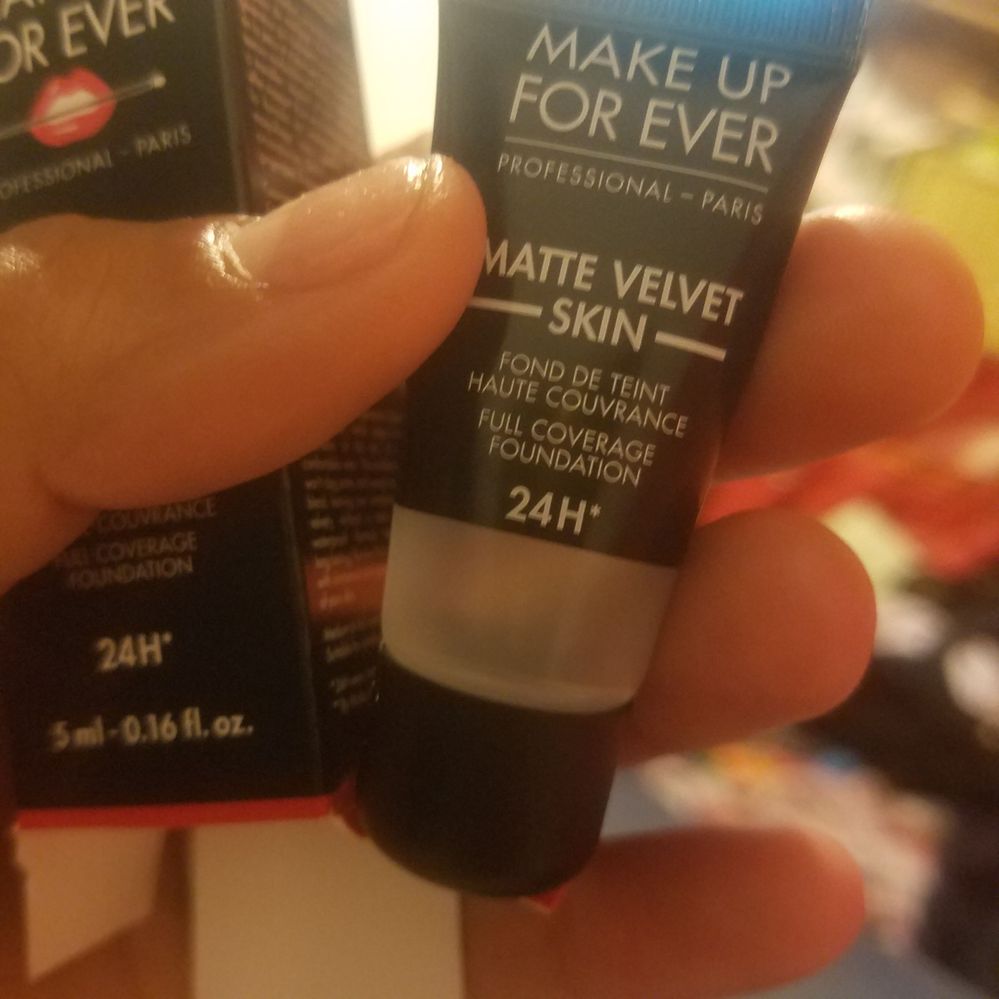 OR EVER
PROFESSIONAL - PARIS
COUVRANCE
FULL COVERAGE
FOUNDATION
24H*
5 ml - 0.16 fl. oz.
MAKE UP
FOR EVER
PROFESSIONAL - PARIS
MATTE VELVET
SKIN
FOND DE TEINT
HAUTE COUVRANCE
FULL COVERAGE
FOUNDATION
24H*